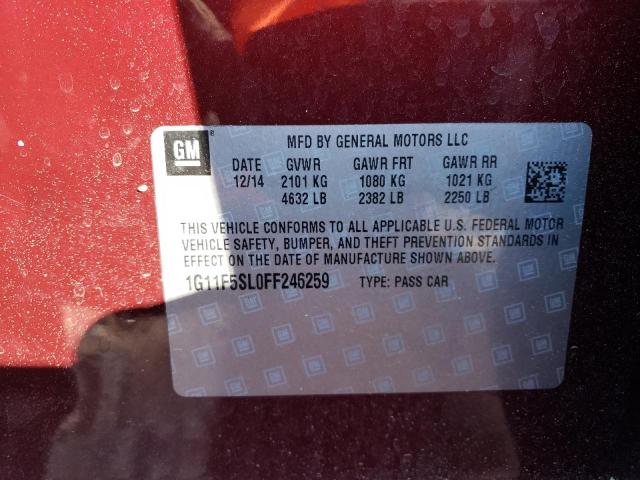 GM ®
MFD BY GENERAL MOTORS LLC
DATE GVWR GAWR FRT GAWR RR
12/14 2101 KG 1080 KG 1021 KG
4632 LB 2382 LB 2250 LB
THIS VEHICLE CONFORMS TO ALL APPLICABLE U.S. FEDERAL MOTOR
VEHICLE SAFETY, BUMPER, AND THEFT PREVENTION STANDARDS IN
EFFECT ON THE DATE OF MANUFACTURE SHOWN ABOVE.
1G11F5SL0FF246259 TYPE: PASS CAR